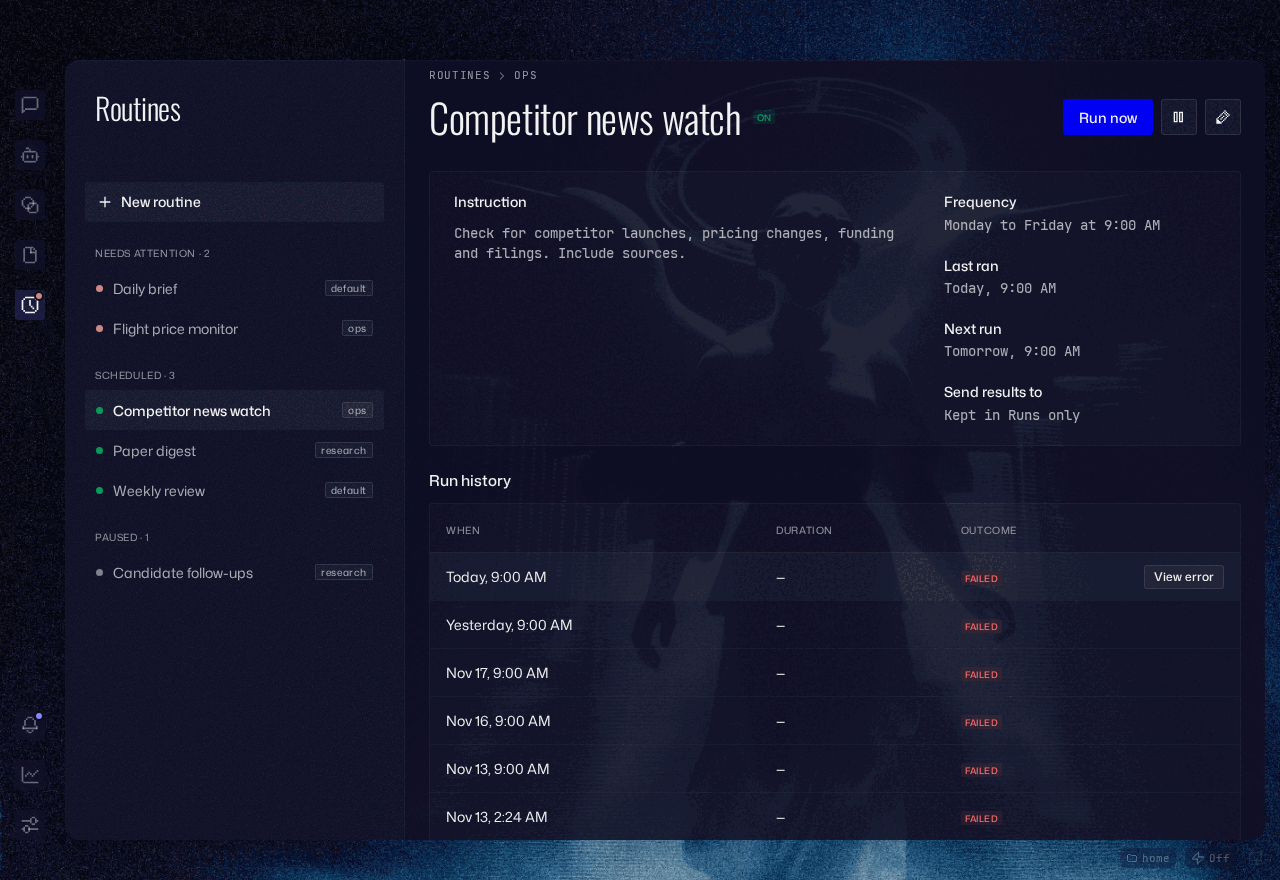 ROUTINES > OPS
Routines
Competitor news watch ON
Run now
New routine
NEEDS ATTENTION · 2
Daily brief default
Flight price monitor ops
SCHEDULED · 3
Competitor news watch ops
Paper digest research
Weekly review default
PAUSED · 1
Candidate follow-ups research
Instruction
Check for competitor launches, pricing changes, funding
and filings. Include sources.
Frequency
Monday to Friday at 9:00 AM
Last ran
Today, 9:00 AM
Next run
Tomorrow, 9:00 AM
Send results to
Kept in Runs only
Run history
WHEN DURATION OUTCOME
Today, 9:00 AM – FAILED View error
Yesterday, 9:00 AM – FAILED
Nov 17, 9:00 AM – FAILED
Nov 16, 9:00 AM – FAILED
Nov 13, 9:00 AM – FAILED
Nov 13, 2:24 AM – FAILED
home Off